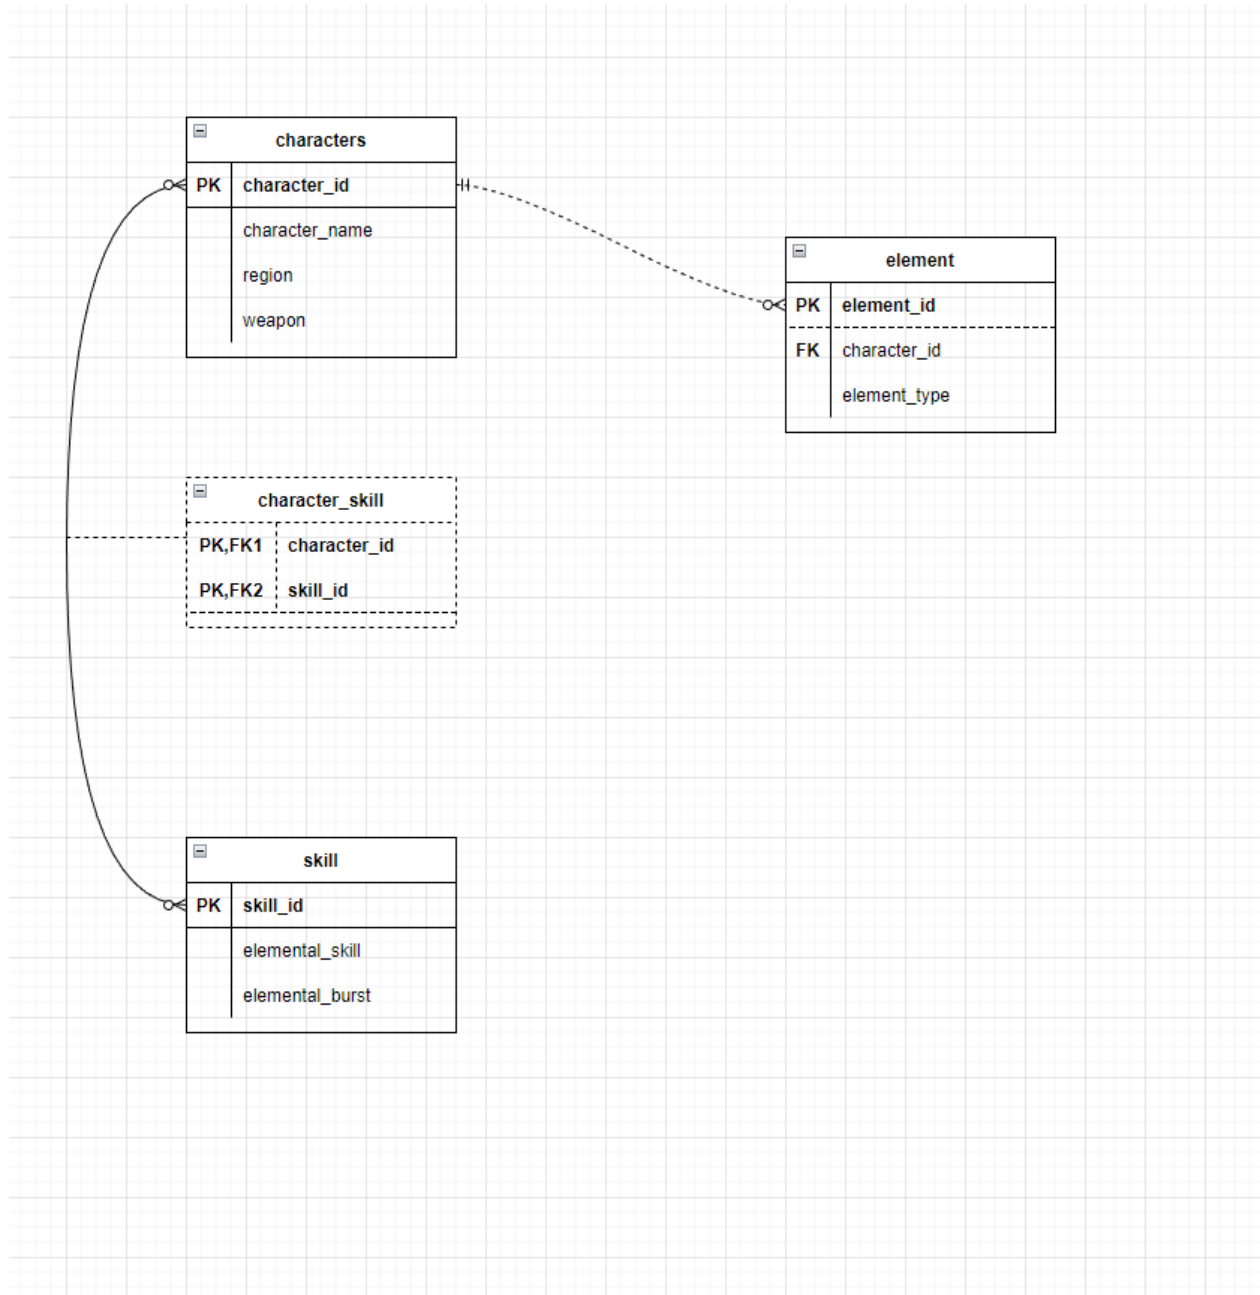 characters
PK character_id
character_name
region
weapon
element
PK element_id
FK character_id
element_type
character_skill
PK,FK1 character_id
PK,FK2 skill_id
skill
PK skill_id
elemental_skill
elemental_burst